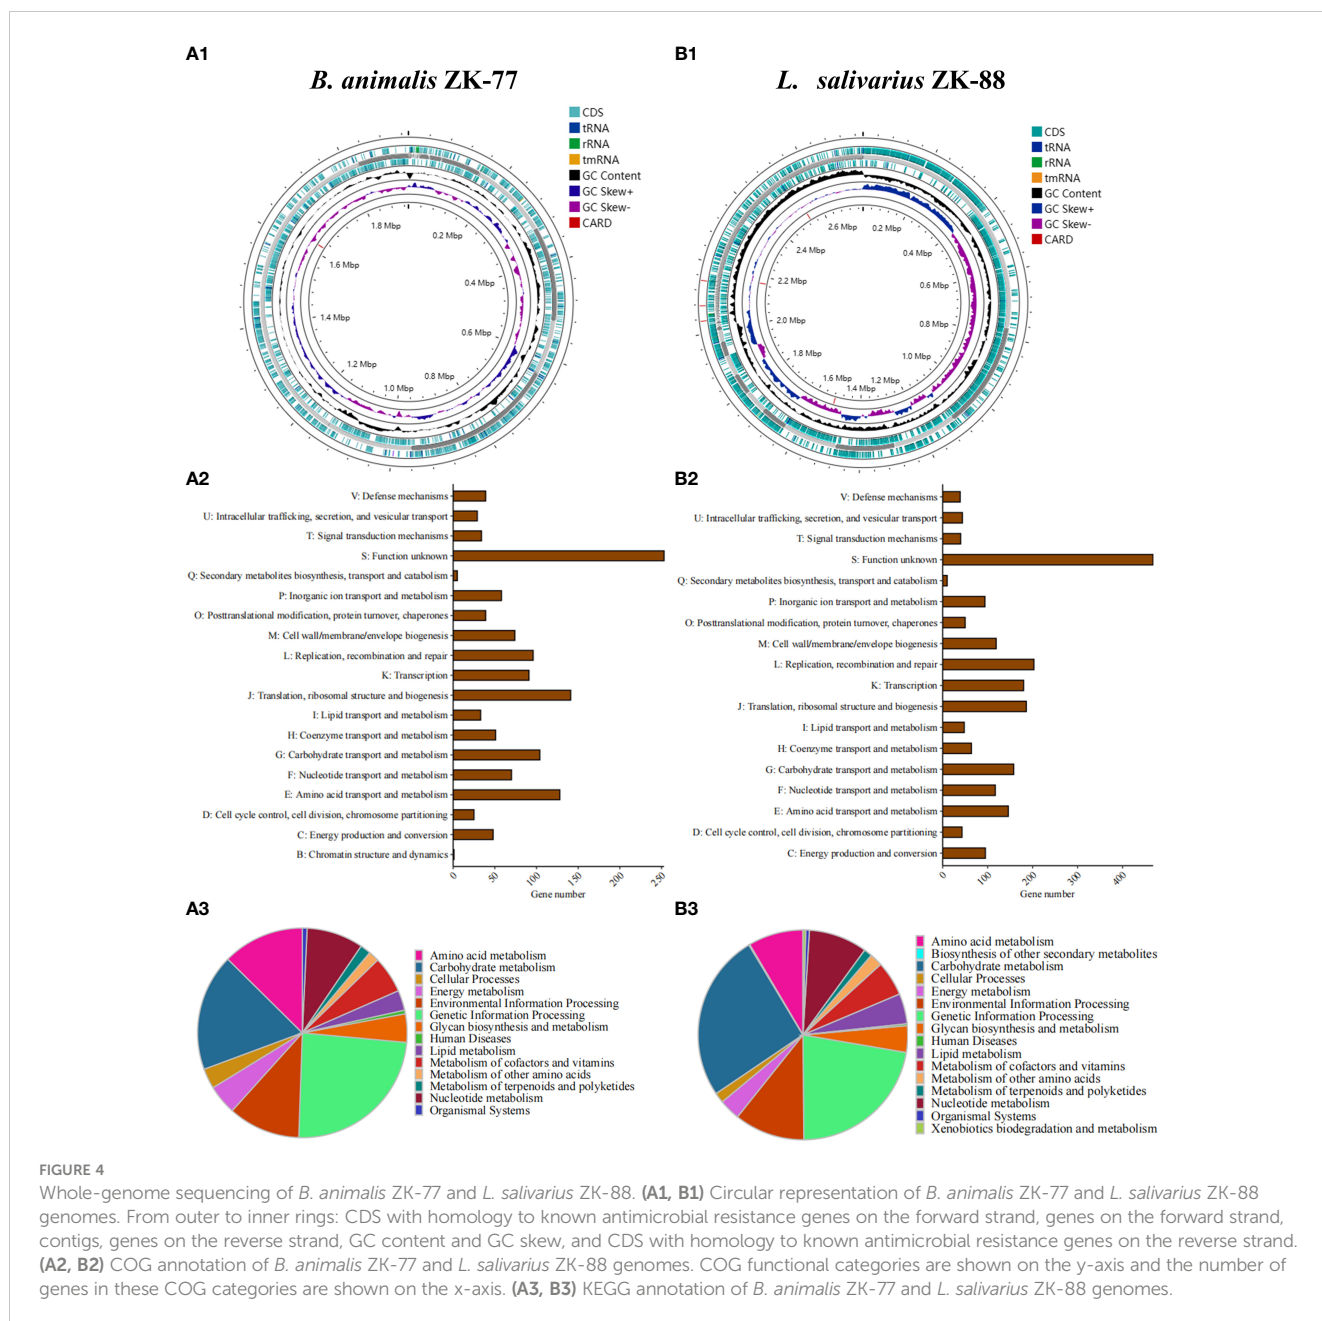 A1
B. animalis ZK-77
CDS
tRNA
rRNA
tmRNA
GC Content
GC Skew+
GC Skew-
CARD
0.2 Mbp
0.4 Mbp
0.6 Mbp
0.8 Mbp
1.0 Mbp
1.2 Mbp
1.4 Mbp
1.6 Mbp
1.8 Mbp
B1
L. salivarius ZK-88
CDS
tRNA
rRNA
tmRNA
GC Content
GC Skew+
GC Skew-
CARD
0.2 Mbp
0.4 Mbp
0.6 Mbp
0.8 Mbp
1.0 Mbp
1.2 Mbp
1.4 Mbp
1.6 Mbp
1.8 Mbp
2.0 Mbp
2.2 Mbp
2.4 Mbp
2.6 Mbp
A2
V: Defense mechanisms
U: Intracellular trafficking, secretion, and vesicular transport
T: Signal transduction mechanisms
S: Function unknown
Q: Secondary metabolites biosynthesis, transport and catabolism
P: Inorganic ion transport and metabolism
O: Posttranslational modification, protein turnover, chaperones
M: Cell wall/membrane/envelope biogenesis
L: Replication, recombination and repair
K: Transcription
J: Translation, ribosomal structure and biogenesis
I: Lipid transport and metabolism
H: Coenzyme transport and metabolism
G: Carbohydrate transport and metabolism
F: Nucleotide transport and metabolism
E: Amino acid transport and metabolism
D: Cell cycle control, cell division, chromosome partitioning
C: Energy production and conversion
B: Chromatin structure and dynamics
0 50 100 150 200 250
Gene number
B2
V: Defense mechanisms
U: Intracellular trafficking, secretion, and vesicular transport
T: Signal transduction mechanisms
S: Function unknown
Q: Secondary metabolites biosynthesis, transport and catabolism
P: Inorganic ion transport and metabolism
O: Posttranslational modification, protein turnover, chaperones
M: Cell wall/membrane/envelope biogenesis
L: Replication, recombination and repair
K: Transcription
J: Translation, ribosomal structure and biogenesis
I: Lipid transport and metabolism
H: Coenzyme transport and metabolism
G: Carbohydrate transport and metabolism
F: Nucleotide transport and metabolism
E: Amino acid transport and metabolism
D: Cell cycle control, cell division, chromosome partitioning
C: Energy production and conversion
0 100 200 300 400
Gene number
A3
Amino acid metabolism
Carbohydrate metabolism
Cellular Processes
Energy metabolism
Environmental Information Processing
Genetic Information Processing
Glycan biosynthesis and metabolism
Human Diseases
Lipid metabolism
Metabolism of cofactors and vitamins
Metabolism of other amino acids
Metabolism of terpenoids and polyketides
Nucleotide metabolism
Organismal Systems
B3
Amino acid metabolism
Biosynthesis of other secondary metabolites
Carbohydrate metabolism
Cellular Processes
Energy metabolism
Environmental Information Processing
Genetic Information Processing
Glycan biosynthesis and metabolism
Human Diseases
Lipid metabolism
Metabolism of cofactors and vitamins
Metabolism of other amino acids
Metabolism of terpenoids and polyketides
Nucleotide metabolism
Organismal Systems
Xenobiotics biodegradation and metabolism
FIGURE 4
Whole-genome sequencing of B. animalis ZK-77 and L. salivarius ZK-88. (A1, B1) Circular representation of B. animalis ZK-77 and L. salivarius ZK-88
genomes. From outer to inner rings: CDS with homology to known antimicrobial resistance genes on the forward strand, genes on the forward strand,
contigs, genes on the reverse strand, GC content and GC skew, and CDS with homology to known antimicrobial resistance genes on the reverse strand.
(A2, B2) COG annotation of B. animalis ZK-77 and L. salivarius ZK-88 genomes. COG functional categories are shown on the y-axis and the number of
genes in these COG categories are shown on the x-axis. (A3, B3) KEGG annotation of B. animalis ZK-77 and L. salivarius ZK-88 genomes.